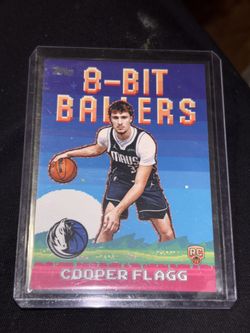 TOPPS
8-BIT
BALLERS
MAVS
RC
COOPER FLAGG